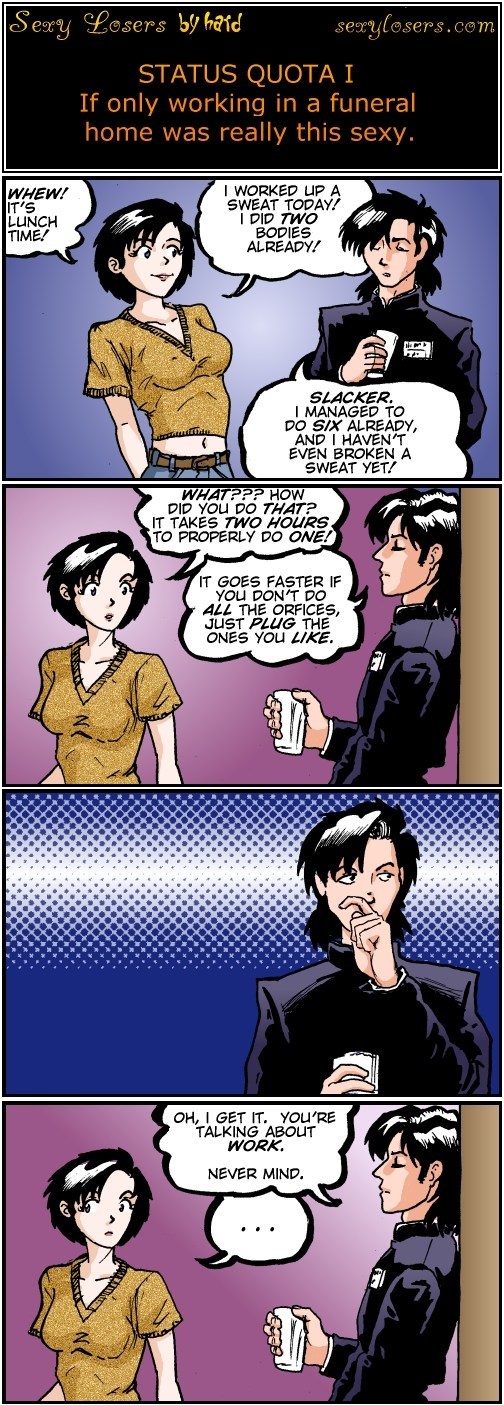 Sexy Losers by hard
sexylosers.com
STATUS QUOTA I
If only working in a funeral
home was really this sexy.
WHEW!
IT'S
LUNCH
TIME!
I WORKED UP A
SWEAT TODAY!
I DID TWO
BODIES
ALREADY!
SLACKER.
I MANAGED TO
DO SIX ALREADY,
AND I HAVEN'T
EVEN BROKEN A
SWEAT YET!
WHAT??? HOW
DID YOU DO THAT?
IT TAKES TWO HOURS
TO PROPERLY DO ONE!
IT GOES FASTER IF
YOU DON'T DO
ALL THE ORFICES,
JUST PLUG THE
ONES YOU LIKE.
OH, I GET IT. YOU'RE
TALKING ABOUT
WORK.
NEVER MIND.
...